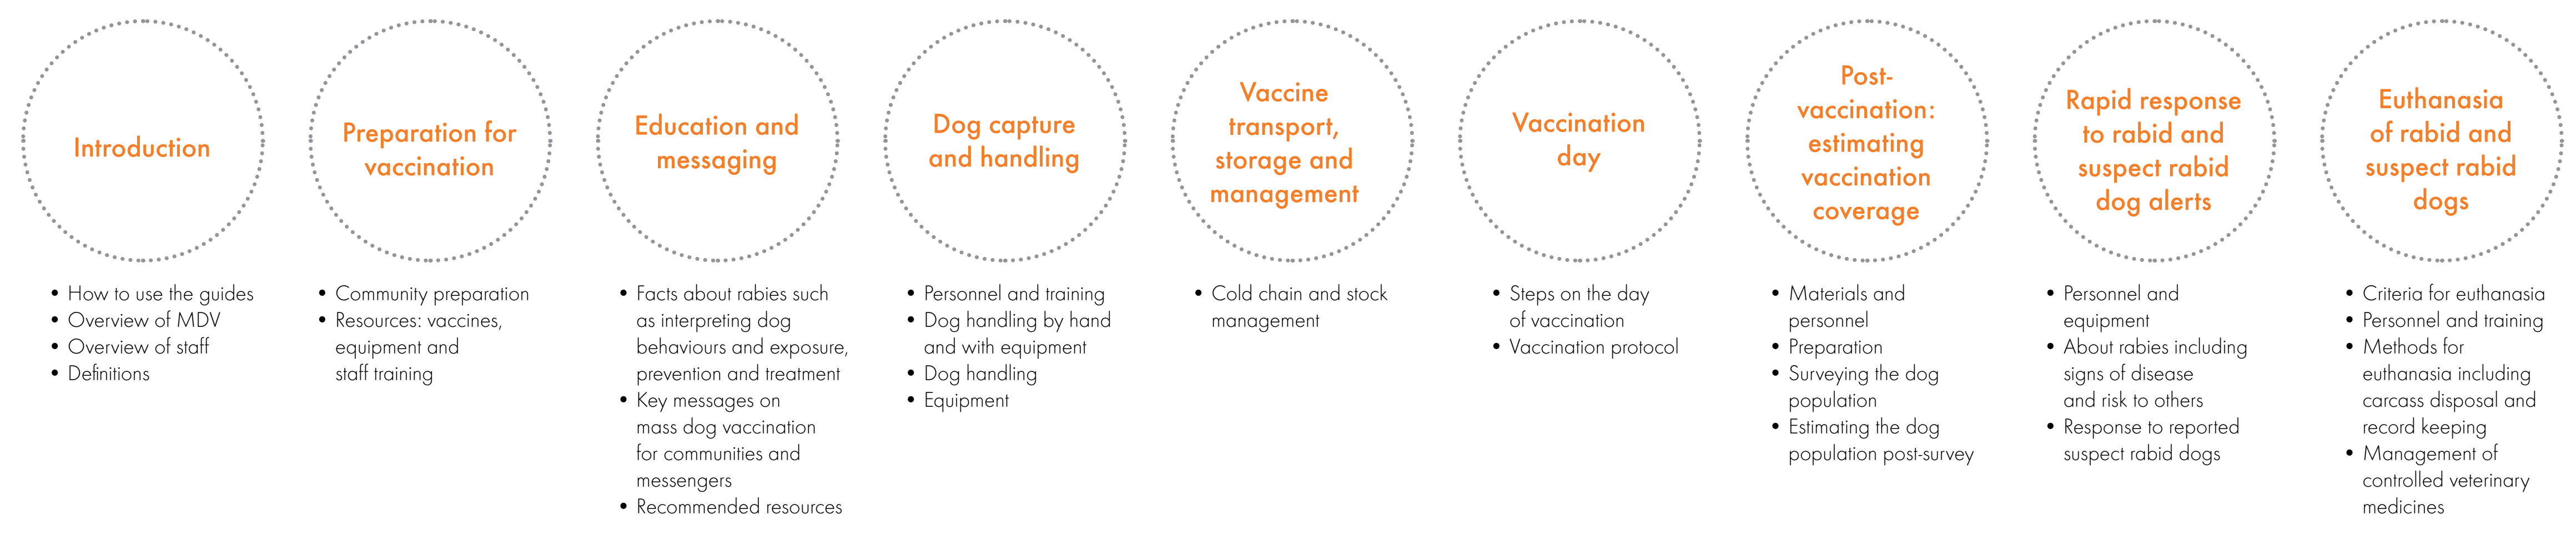 Introduction
• How to use the guides
• Overview of MDV
• Overview of staff
• Definitions
Preparation for
vaccination
• Community preparation
• Resources: vaccines,
equipment and
staff training
Education and
messaging
• Facts about rabies such
as interpreting dog
behaviours and exposure,
prevention and treatment
• Key messages on
mass dog vaccination
for communities and
messengers
• Recommended resources
Dog capture
and handling
• Personnel and training
• Dog handling by hand
and with equipment
• Dog handling
• Equipment
Vaccine
transport,
storage and
management
• Cold chain and stock
management
Vaccination
day
• Steps on the day
of vaccination
• Vaccination protocol
Post-
vaccination:
estimating
vaccination
coverage
• Materials and
personnel
• Preparation
• Surveying the dog
population
• Estimating the dog
population post-survey
Rapid response
to rabid and
suspect rabid
dog alerts
• Personnel and
equipment
• About rabies including
signs of disease
and risk to others
• Response to reported
suspect rabid dogs
Euthanasia
of rabid and
suspect rabid
dogs
• Criteria for euthanasia
• Personnel and training
• Methods for
euthanasia including
carcass disposal and
record keeping
• Management of
controlled veterinary
medicines